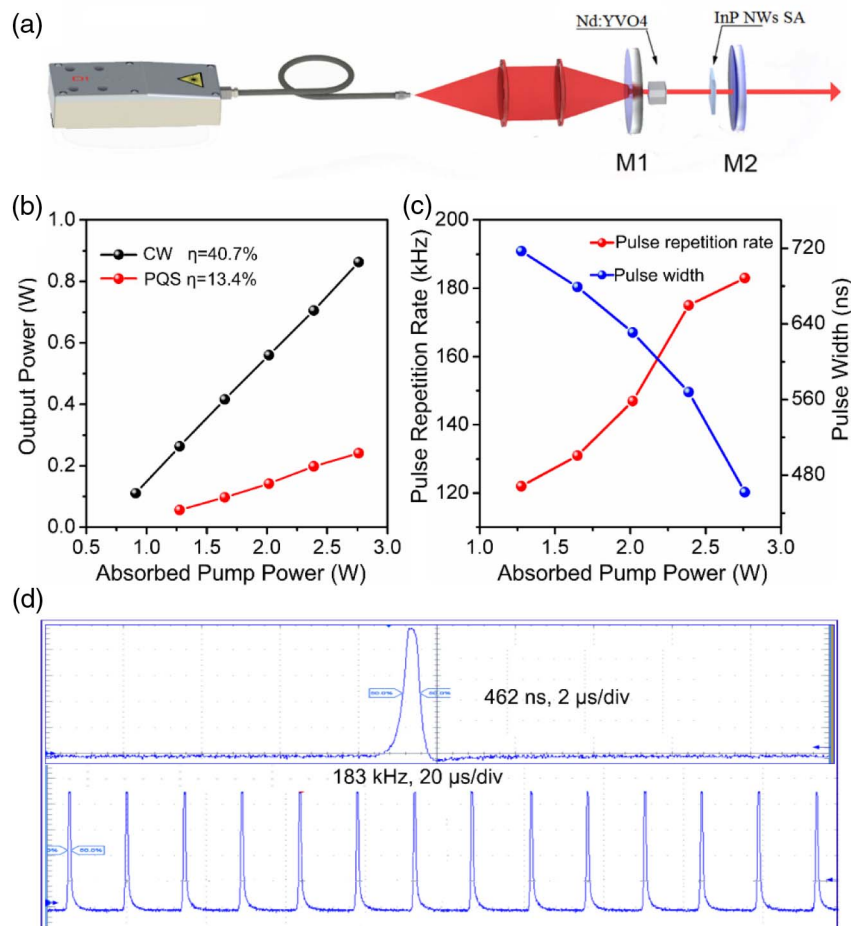 (a)
Nd:YVO4
InP NWs SA
M1
M2
(b)
1.0
0.8
0.6
0.4
0.2
0.0
Output Power (W)
CW η=40.7%
PQS η=13.4%
0.5 1.0 1.5 2.0 2.5 3.0
Absorbed Pump Power (W)
(c)
200
180
160
140
120
Pulse Repetition Rate (kHz)
Pulse repetition rate
Pulse width
720
640
560
480
Pulse Width (ns)
1.0 1.5 2.0 2.5 3.0
Absorbed Pump Power (W)
(d)
462 ns, 2 μs/div
183 kHz, 20 μs/div